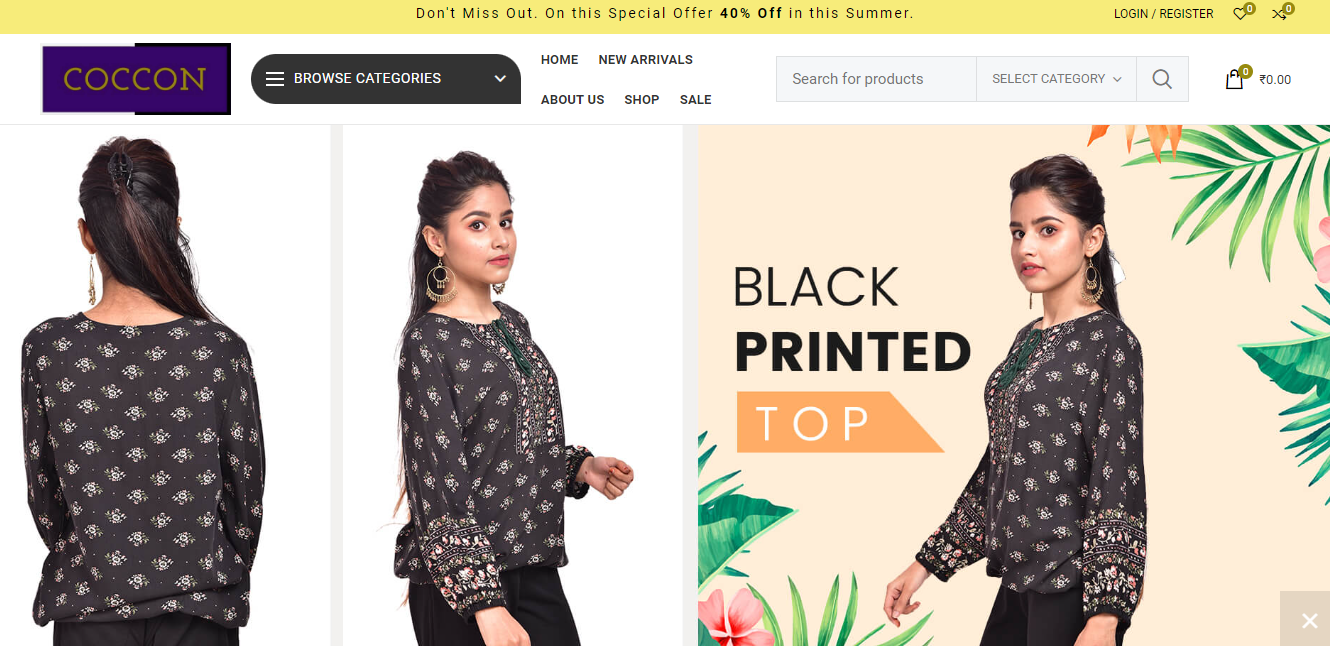 Don't Miss Out. On this Special Offer 40% Off in this Summer.
LOGIN / REGISTER
0
0
COCCON
BROWSE CATEGORIES
HOME
NEW ARRIVALS
ABOUT US
SHOP
SALE
Search for products
SELECT CATEGORY
0
₹0.00
BLACK
PRINTED
TOP